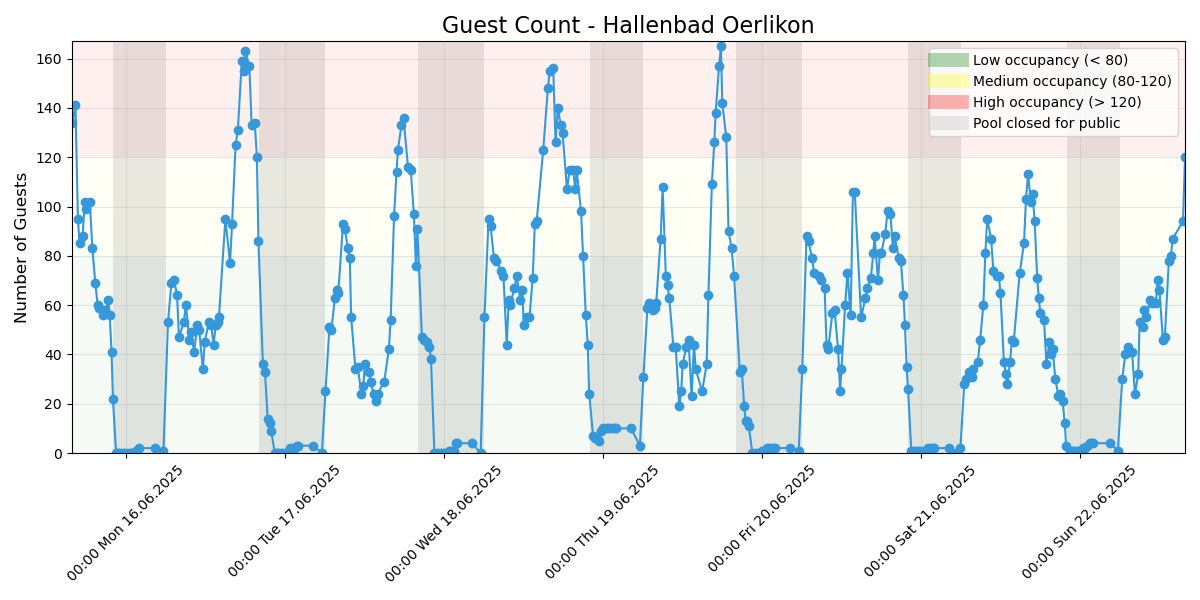 Guest Count - Hallenbad Oerlikon
Number of Guests
160
140
120
100
80
60
40
20
0
Low occupancy (< 80)
Medium occupancy (80-120)
High occupancy (> 120)
Pool closed for public
00:00 Mon 16.06.2025
00:00 Tue 17.06.2025
00:00 Wed 18.06.2025
00:00 Thu 19.06.2025
00:00 Fri 20.06.2025
00:00 Sat 21.06.2025
00:00 Sun 22.06.2025